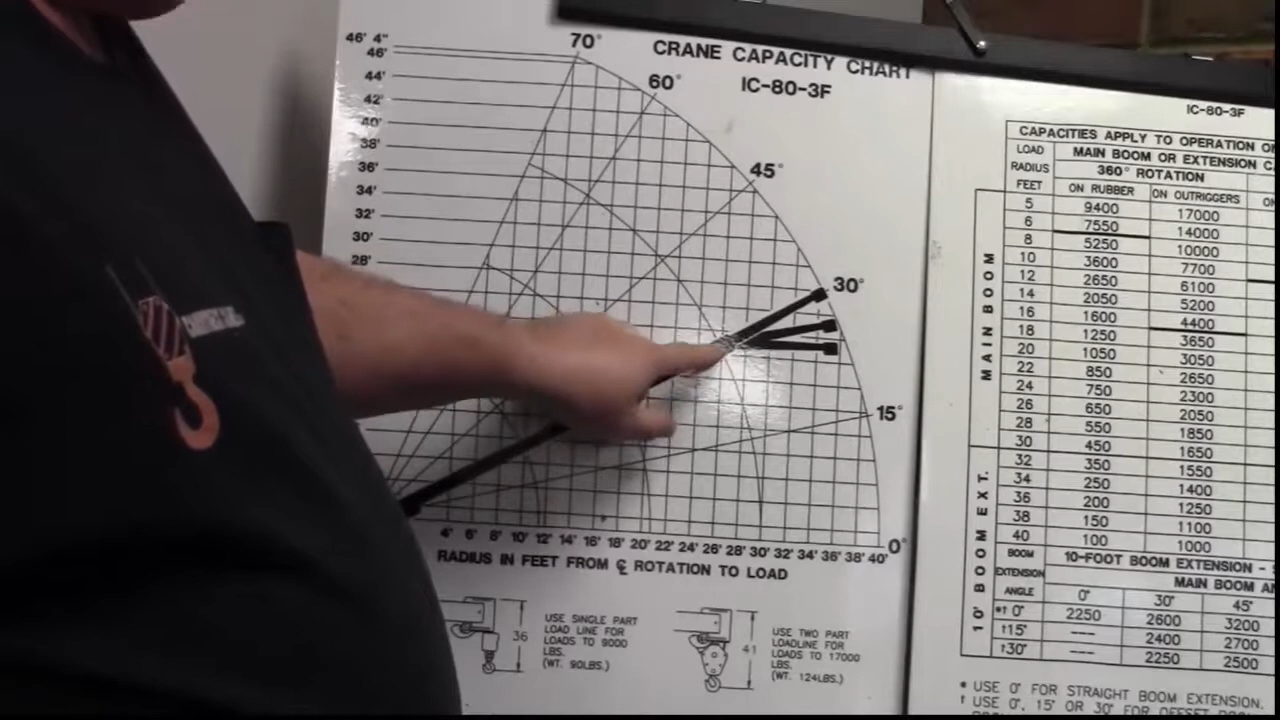 CRANE CAPACITY CHART
IC-80-3F
46' 4"
46'
44'
42'
40'
38'
36'
34'
32'
30'
28'
70°
60°
45°
30°
15°
0°
4' 6' 8' 10' 12' 14' 16' 18' 20' 22' 24' 26' 28' 30' 32' 34' 36' 38' 40'
RADIUS IN FEET FROM ℄ ROTATION TO LOAD
36
USE SINGLE PART
LOAD LINE FOR
LOADS TO 9000
LBS.
(WT. 90LBS.)
41
USE TWO PART
LOADLINE FOR
LOADS TO 17000
LBS.
(WT. 124LBS.)
IC-80-3F
CAPACITIES APPLY TO OPERATION
LOAD
RADIUS
FEET
MAIN BOOM OR EXTENSION
360° ROTATION
ON RUBBER ON OUTRIGGERS
MAIN BOOM
5 9400 17000
6 7550 14000
8 5250 10000
10 3600 7700
12 2650 6100
14 2050 5200
16 1600 4400
18 1250 3650
20 1050 3050
22 850 2650
24 750 2300
26 650 2050
28 550 1850
30 450 1650
10' BOOM EXT.
32 350 1550
34 250 1400
36 200 1250
38 150 1100
40 100 1000
BOOM
EXTENSION
ANGLE
10-FOOT BOOM EXTENSION -
MAIN BOOM
0° 30° 45°
*† 0° 2250 2600 3200
†15° --- 2400 2700
†30° --- 2250 2500
* USE 0° FOR STRAIGHT BOOM EXTENSION.
† USE 0°, 15° OR 30° FOR OFFSET